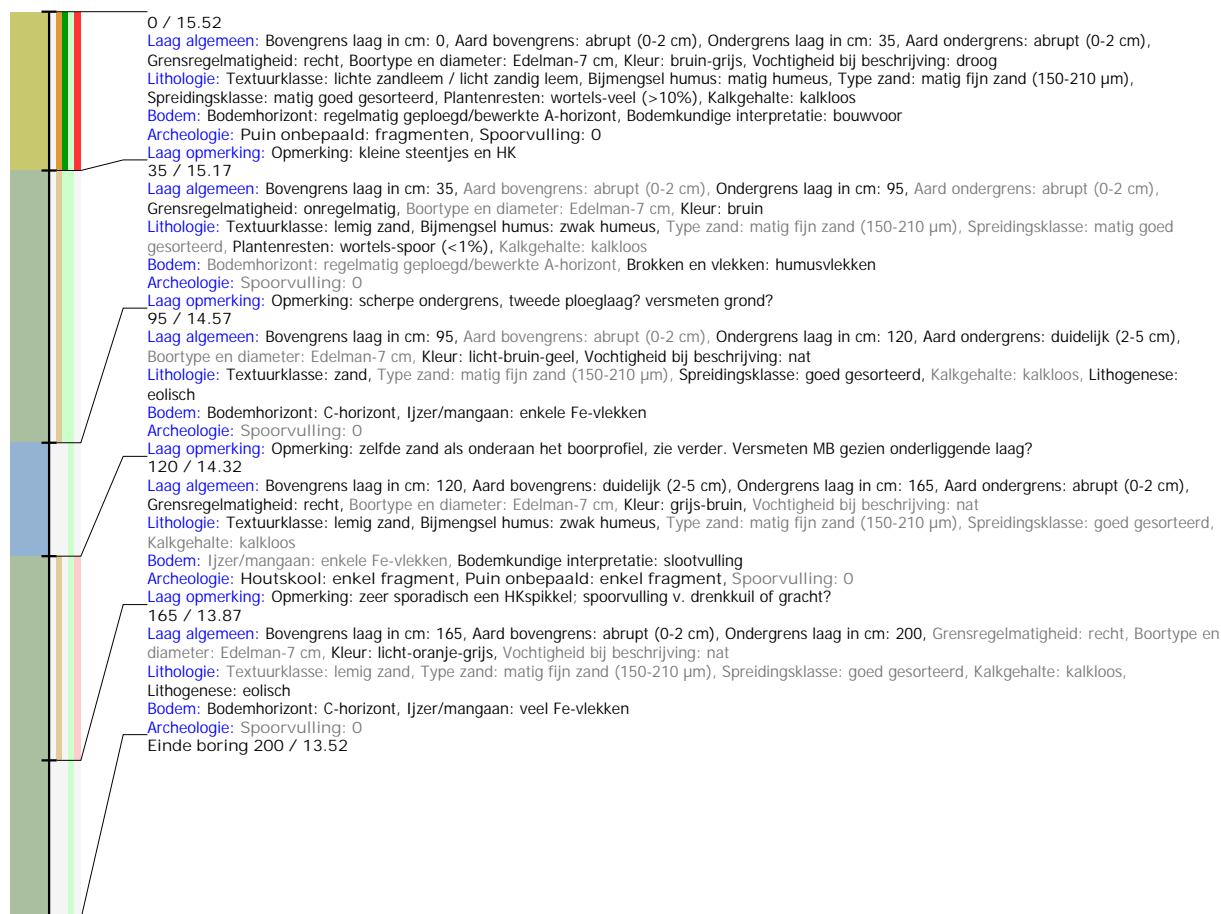 0 / 15.52
Laag algemeen: Bovengrens laag in cm: 0, Aard bovengrens: abrupt (0-2 cm), Ondergrens laag in cm: 35, Aard ondergrens: abrupt (0-2 cm),
Grensregelmatigheid: recht, Boortype en diameter: Edelman-7 cm, Kleur: bruin-grijs, Vochtigheid bij beschrijving: droog
Lithologie: Textuurklasse: lichte zandleem / licht zandig leem, Bijmengsel humus: matig humeus, Type zand: matig fijn zand (150-210 µm),
Spreidingsklasse: matig goed gesorteerd, Plantenresten: wortels-veel (>10%), Kalkgehalte: kalkloos
Bodem: Bodemhorizont: regelmatig geploegd/bewerkte A-horizont, Bodemkundige interpretatie: bouwvoor
Archeologie: Puin onbepaald: fragmenten, Spoorvulling: 0
Laag opmerking: Opmerking: kleine steentjes en HK
35 / 15.17
Laag algemeen: Bovengrens laag in cm: 35, Aard bovengrens: abrupt (0-2 cm), Ondergrens laag in cm: 95, Aard ondergrens: abrupt (0-2 cm),
Grensregelmatigheid: onregelmatig, Boortype en diameter: Edelman-7 cm, Kleur: bruin
Lithologie: Textuurklasse: lemig zand, Bijmengsel humus: zwak humeus, Type zand: matig fijn zand (150-210 µm), Spreidingsklasse: matig goed
gesorteerd, Plantenresten: wortels-spoor (<1%), Kalkgehalte: kalkloos
Bodem: Bodemhorizont: regelmatig geploegd/bewerkte A-horizont, Brokken en vlekken: humusvlekken
Archeologie: Spoorvulling: 0
Laag opmerking: Opmerking: scherpe ondergrens, tweede ploeglaag? versmeten grond?
95 / 14.57
Laag algemeen: Bovengrens laag in cm: 95, Aard bovengrens: abrupt (0-2 cm), Ondergrens laag in cm: 120, Aard ondergrens: duidelijk (2-5 cm),
Boortype en diameter: Edelman-7 cm, Kleur: licht-bruin-geel, Vochtigheid bij beschrijving: nat
Lithologie: Textuurklasse: zand, Type zand: matig fijn zand (150-210 µm), Spreidingsklasse: goed gesorteerd, Kalkgehalte: kalkloos, Lithogenese:
eolisch
Bodem: Bodemhorizont: C-horizont, Ijzer/mangaan: enkele Fe-vlekken
Archeologie: Spoorvulling: 0
Laag opmerking: Opmerking: zelfde zand als onderaan het boorprofiel, zie verder. Versmeten MB gezien onderliggende laag?
120 / 14.32
Laag algemeen: Bovengrens laag in cm: 120, Aard bovengrens: duidelijk (2-5 cm), Ondergrens laag in cm: 165, Aard ondergrens: abrupt (0-2 cm),
Grensregelmatigheid: recht, Boortype en diameter: Edelman-7 cm, Kleur: grijs-bruin, Vochtigheid bij beschrijving: nat
Lithologie: Textuurklasse: lemig zand, Bijmengsel humus: zwak humeus, Type zand: matig fijn zand (150-210 µm), Spreidingsklasse: goed gesorteerd,
Kalkgehalte: kalkloos
Bodem: Ijzer/mangaan: enkele Fe-vlekken, Bodemkundige interpretatie: slootvulling
Archeologie: Houtskool: enkel fragment, Puin onbepaald: enkel fragment, Spoorvulling: 0
Laag opmerking: Opmerking: zeer sporadisch een HKspikkel; spoorvulling v. drenkkuil of gracht?
165 / 13.87
Laag algemeen: Bovengrens laag in cm: 165, Aard bovengrens: abrupt (0-2 cm), Ondergrens laag in cm: 200, Grensregelmatigheid: recht, Boortype en
diameter: Edelman-7 cm, Kleur: licht-oranje-grijs, Vochtigheid bij beschrijving: nat
Lithologie: Textuurklasse: lemig zand, Type zand: matig fijn zand (150-210 µm), Spreidingsklasse: goed gesorteerd, Kalkgehalte: kalkloos,
Lithogenese: eolisch
Bodem: Bodemhorizont: C-horizont, Ijzer/mangaan: veel Fe-vlekken
Archeologie: Spoorvulling: 0
Einde boring 200 / 13.52